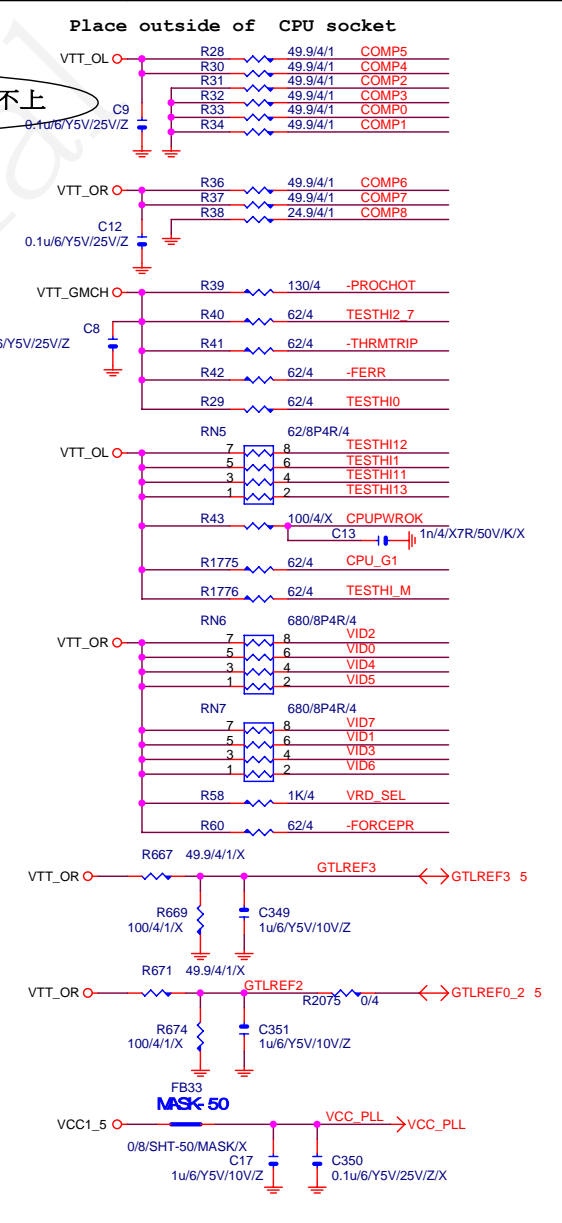 Place outside of CPU socket
VTT_OL
R28 49.9/4/1 COMP5
R30 49.9/4/1 COMP4
R31 49.9/4/1 COMP2
R32 49.9/4/1 COMP3
R33 49.9/4/1 COMP0
R34 49.9/4/1 COMP1
不上
C9
0.1u/6/Y5V/25V/Z
VTT_OR
R36 49.9/4/1 COMP6
R37 49.9/4/1 COMP7
R38 24.9/4/1 COMP8
C12
0.1u/6/Y5V/25V/Z
VTT_GMCH
R39 130/4 -PROCHOT
R40 62/4 TESTHI2_7
C8
6/Y5V/25V/Z
R41 62/4 -THRMTRIP
R42 62/4 -FERR
R29 62/4 TESTHI0
RN5 62/8P4R/4
VTT_OL
7 8 TESTHI12
5 6 TESTHI1
3 4 TESTHI11
1 2 TESTHI13
R43 100/4/X CPUPWROK
C13 1n/4/X7R/50V/K/X
R1775 62/4 CPU_G1
R1776 62/4 TESTHI_M
RN6 680/8P4R/4
VTT_OR
7 8 VID2
5 6 VID0
3 4 VID4
1 2 VID5
RN7 680/8P4R/4
7 8 VID7
5 6 VID1
3 4 VID3
1 2 VID6
R58 1K/4 VRD_SEL
R60 62/4 -FORCEPR
R667 49.9/4/1/X
VTT_OR GTLREF3 GTLREF3 5
R669
100/4/1/X
C349
1u/6/Y5V/10V/Z
R671 49.9/4/1/X
VTT_OR GTLREF2 R2075 0/4 GTLREF0_2 5
R674
100/4/1/X
C351
1u/6/Y5V/10V/Z
FB33
MASK-50
VCC1_5 VCC_PLL VCC_PLL
0/8/SHT-50/MASK/X
C17
1u/6/Y5V/10V/Z
C350
0.1u/6/Y5V/25V/Z/X